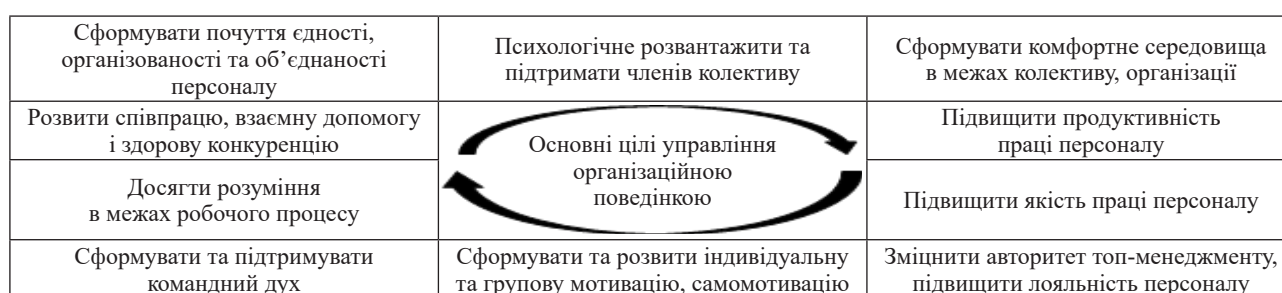 Сформувати почуття єдності,
організованості та об’єднаності
персоналу
Психологічне розвантажити та
підтримати членів колективу
Сформувати комфортне середовища
в межах колективу, організації
Розвити співпрацю, взаємну допомогу
і здорову конкуренцію
Основні цілі управління
організаційною
поведінкою
Підвищити продуктивність
праці персоналу
Досягти розуміння
в межах робочого процесу
Підвищити якість праці персоналу
Сформувати та підтримувати
командний дух
Сформувати та розвити індивідуальну
та групову мотивацію, самомотивацію
Зміцнити авторитет топ-менеджменту,
підвищити лояльність персоналу